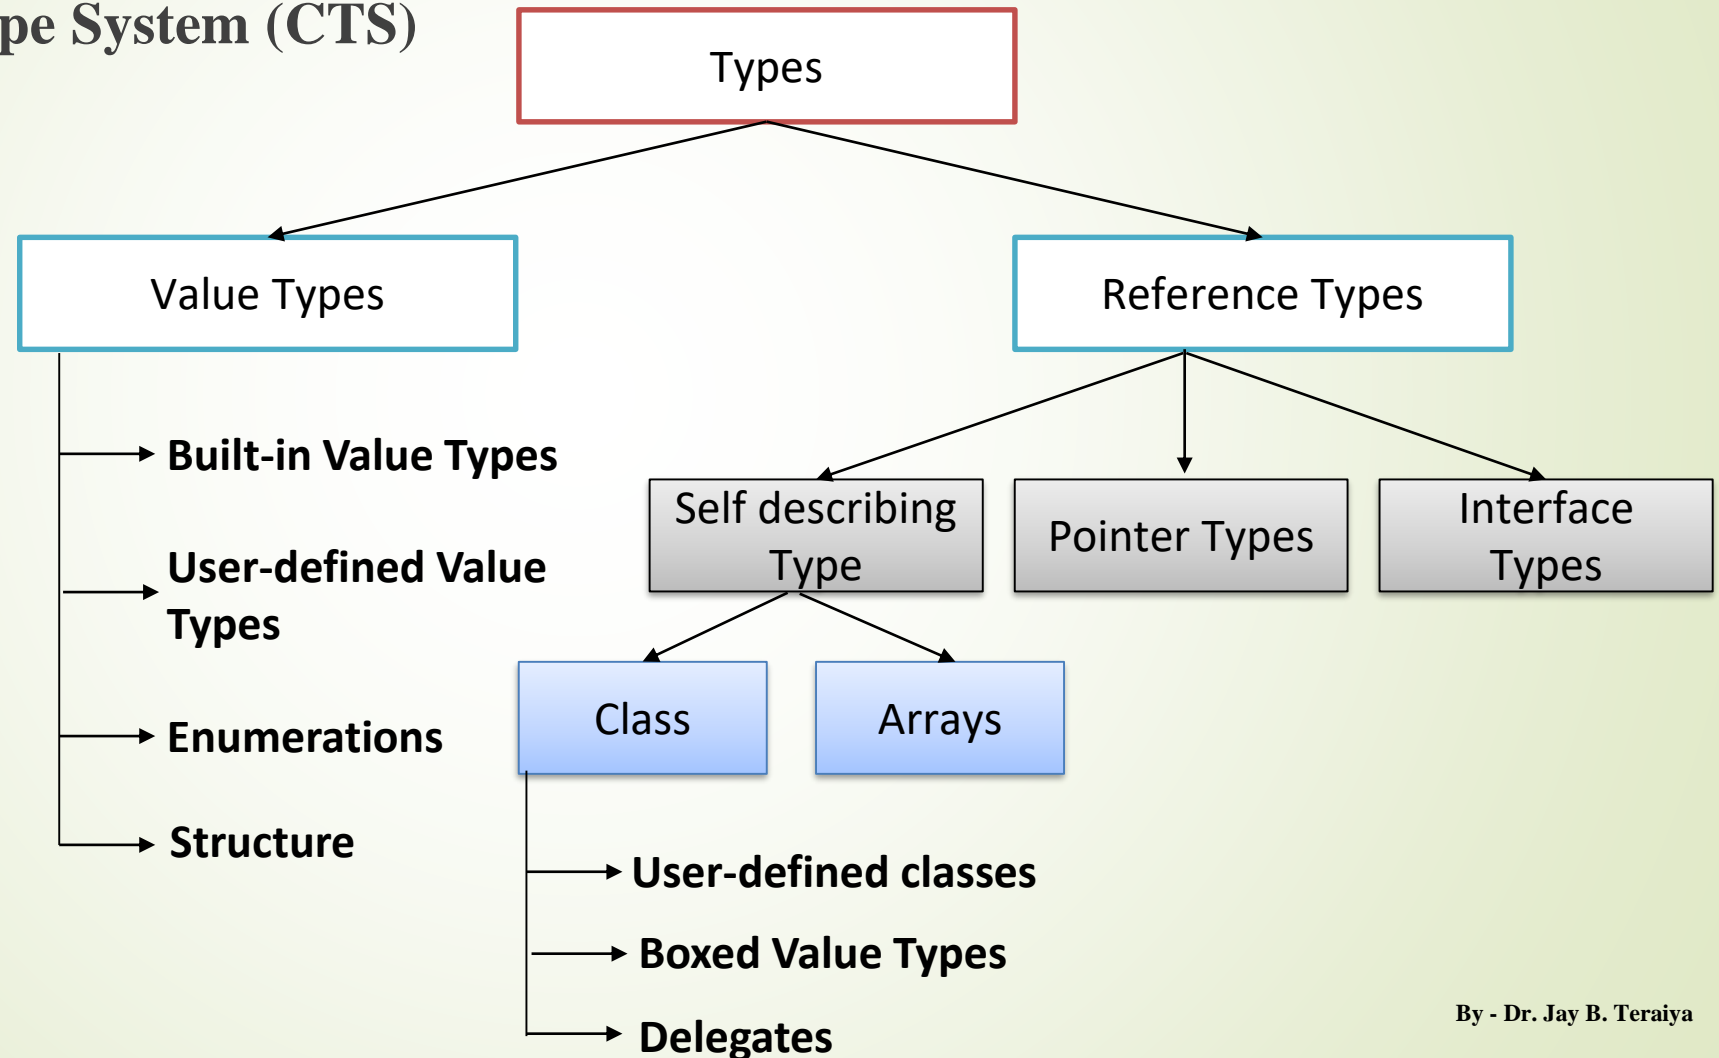 pe System (CTS)
Types
Value Types
Reference Types
Built-in Value Types
User-defined Value
Types
Enumerations
Structure
Self describing
Type
Pointer Types
Interface
Types
Class
Arrays
User-defined classes
Boxed Value Types
Delegates
By - Dr. Jay B. Teraiya